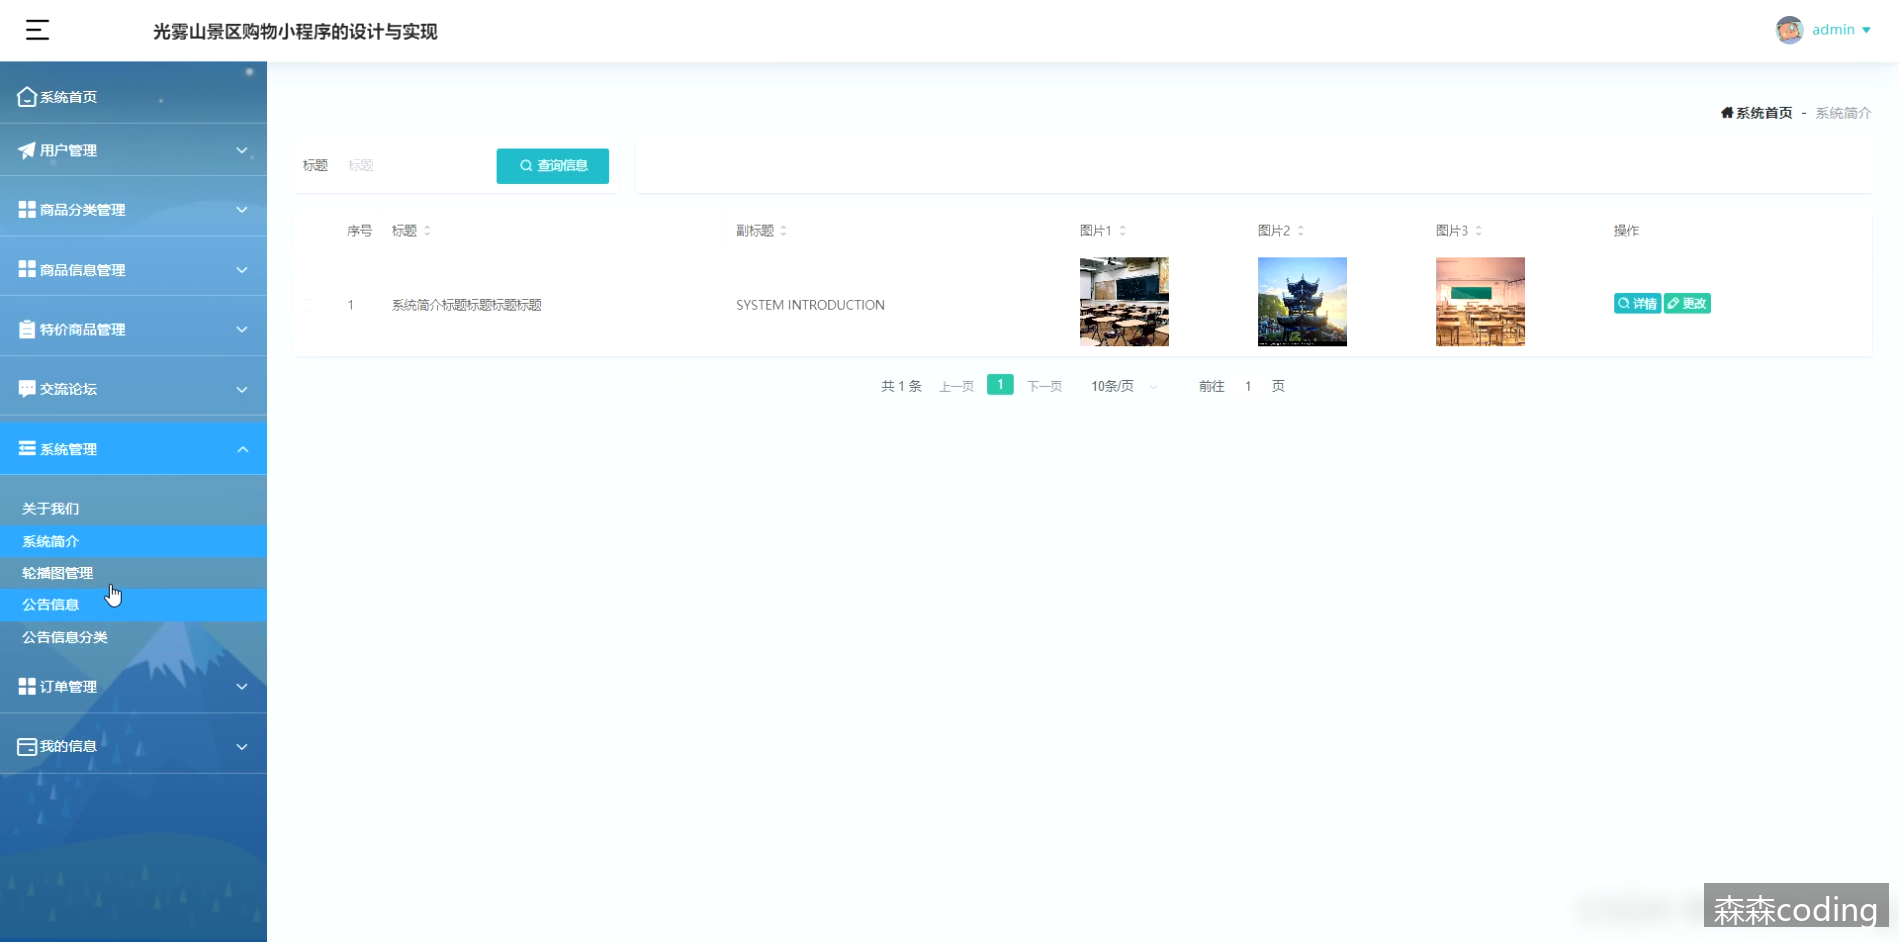 光雾山景区购物小程序的设计与实现
admin
系统首页
用户管理
商品分类管理
商品信息管理
特价商品管理
交流论坛
系统管理
关于我们
系统简介
轮播图管理
公告信息
公告信息分类
订单管理
我的信息
系统首页 - 系统简介
标题 标题 查询信息
序号 标题 副标题 图片1 图片2 图片3 操作
1 系统简介标题标题标题标题 SYSTEM INTRODUCTION 详情 更改
共 1 条 上一页 1 下一页 10条/页 前往 1 页
森森coding